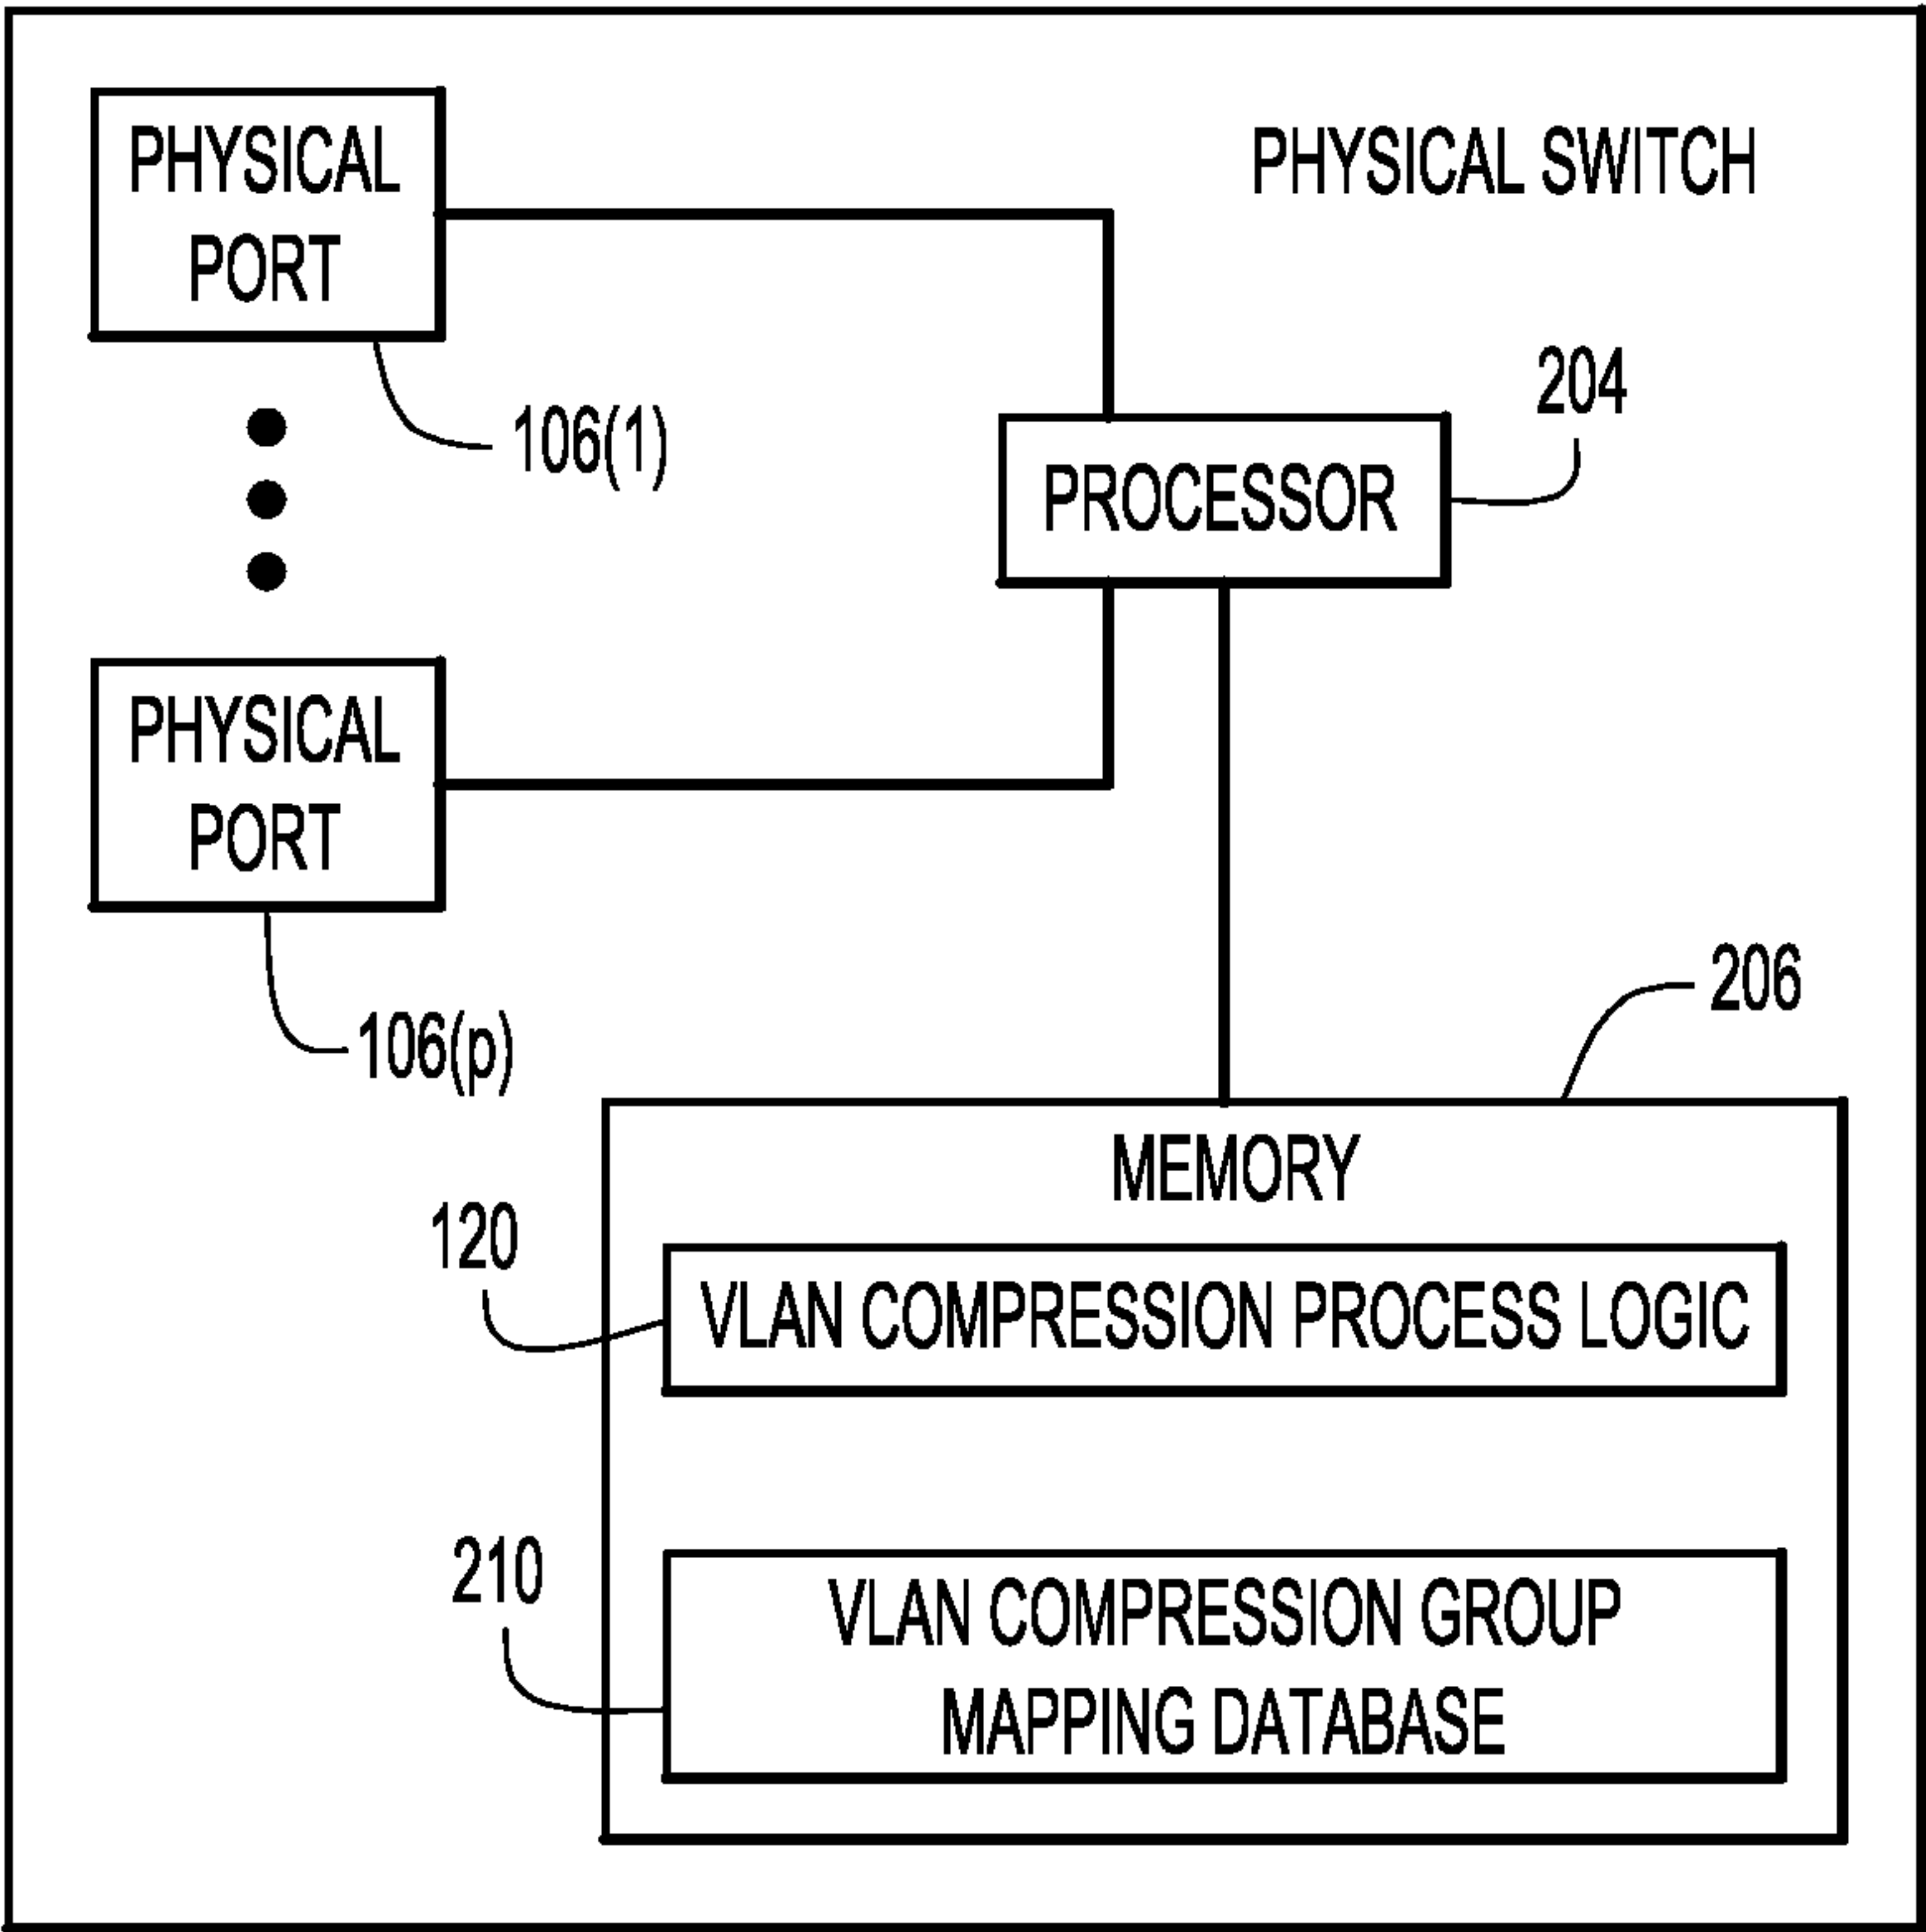 PHYSICAL
PORT
PHYSICAL SWITCH
106(1)
204
PROCESSOR
PHYSICAL
PORT
106(p)
206
MEMORY
120
VLAN COMPRESSION PROCESS LOGIC
210
VLAN COMPRESSION GROUP
MAPPING DATABASE